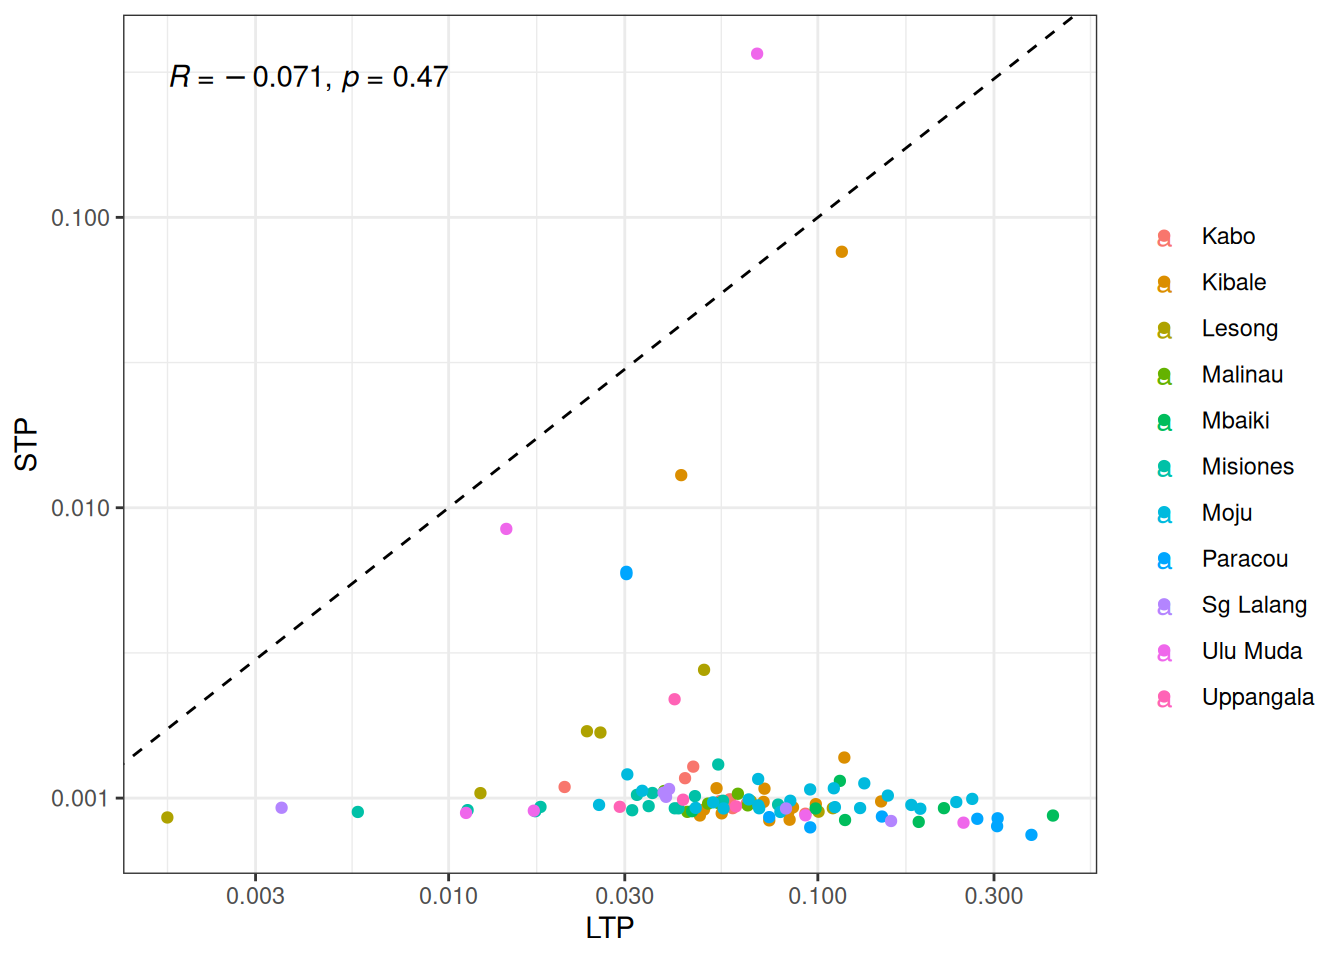 R = −0.071, p = 0.47
0.100
0.010
0.001
STP
0.003
0.010
0.030
0.100
0.300
LTP
a Kabo
a Kibale
a Lesong
a Malinau
a Mbaiki
a Misiones
a Moju
a Paracou
a Sg Lalang
a Ulu Muda
a Uppangala